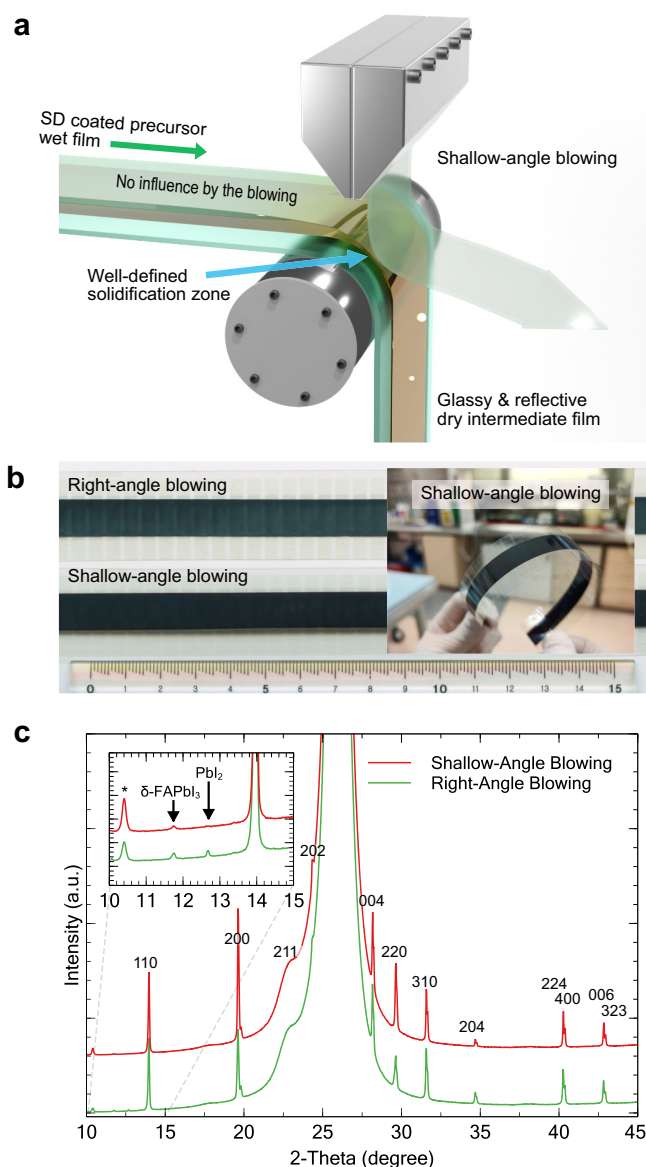 a
SD coated precursor
wet film
No influence by the blowing
Shallow-angle blowing
Well-defined
solidification zone
Glassy & reflective
dry intermediate film
b
Right-angle blowing
Shallow-angle blowing
Shallow-angle blowing
0 1 2 3 4 5 6 7 8 9 10 11 12 13 14 15
c
Shallow-Angle Blowing
Right-Angle Blowing
PbI₂
δ-FAPbI₃
*
10 11 12 13 14 15
110
200
211
202
004
220
310
204
224
400
006
323
Intensity (a.u.)
10 15 20 25 30 35 40 45
2-Theta (degree)